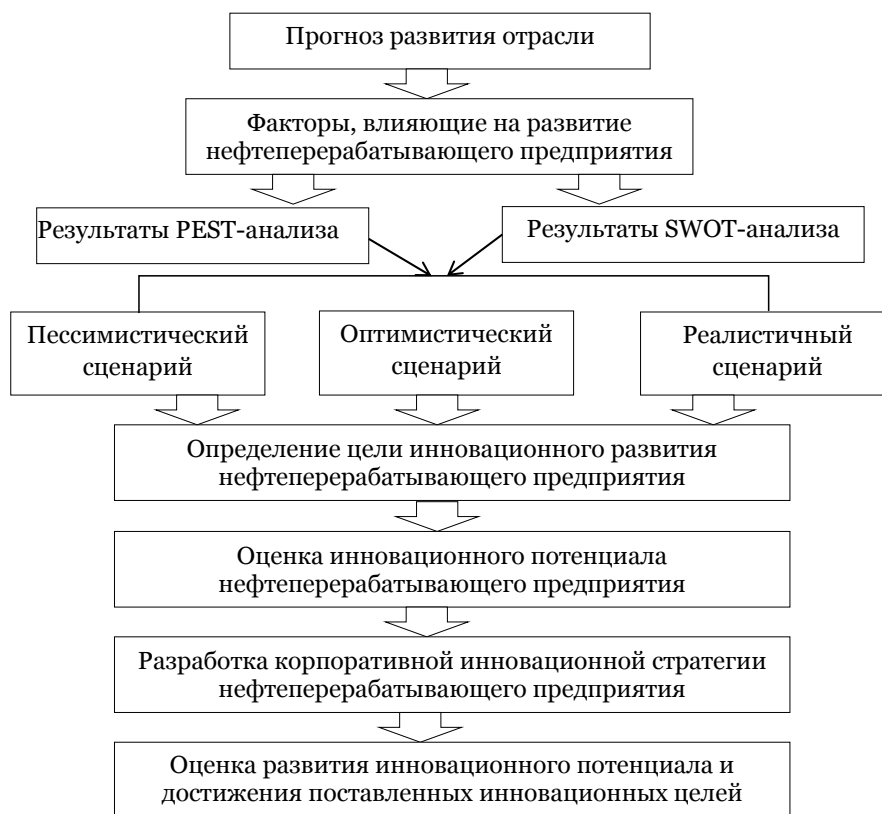 Прогноз развития отрасли
Факторы, влияющие на развитие
нефтеперерабатывающего предприятия
Результаты PEST-анализа
Результаты SWOT-анализа
Пессимистический
сценарий
Оптимистический
сценарий
Реалистичный
сценарий
Определение цели инновационного развития
нефтеперерабатывающего предприятия
Оценка инновационного потенциала
нефтеперерабатывающего предприятия
Разработка корпоративной инновационной стратегии
нефтеперерабатывающего предприятия
Оценка развития инновационного потенциала и
достижения поставленных инновационных целей